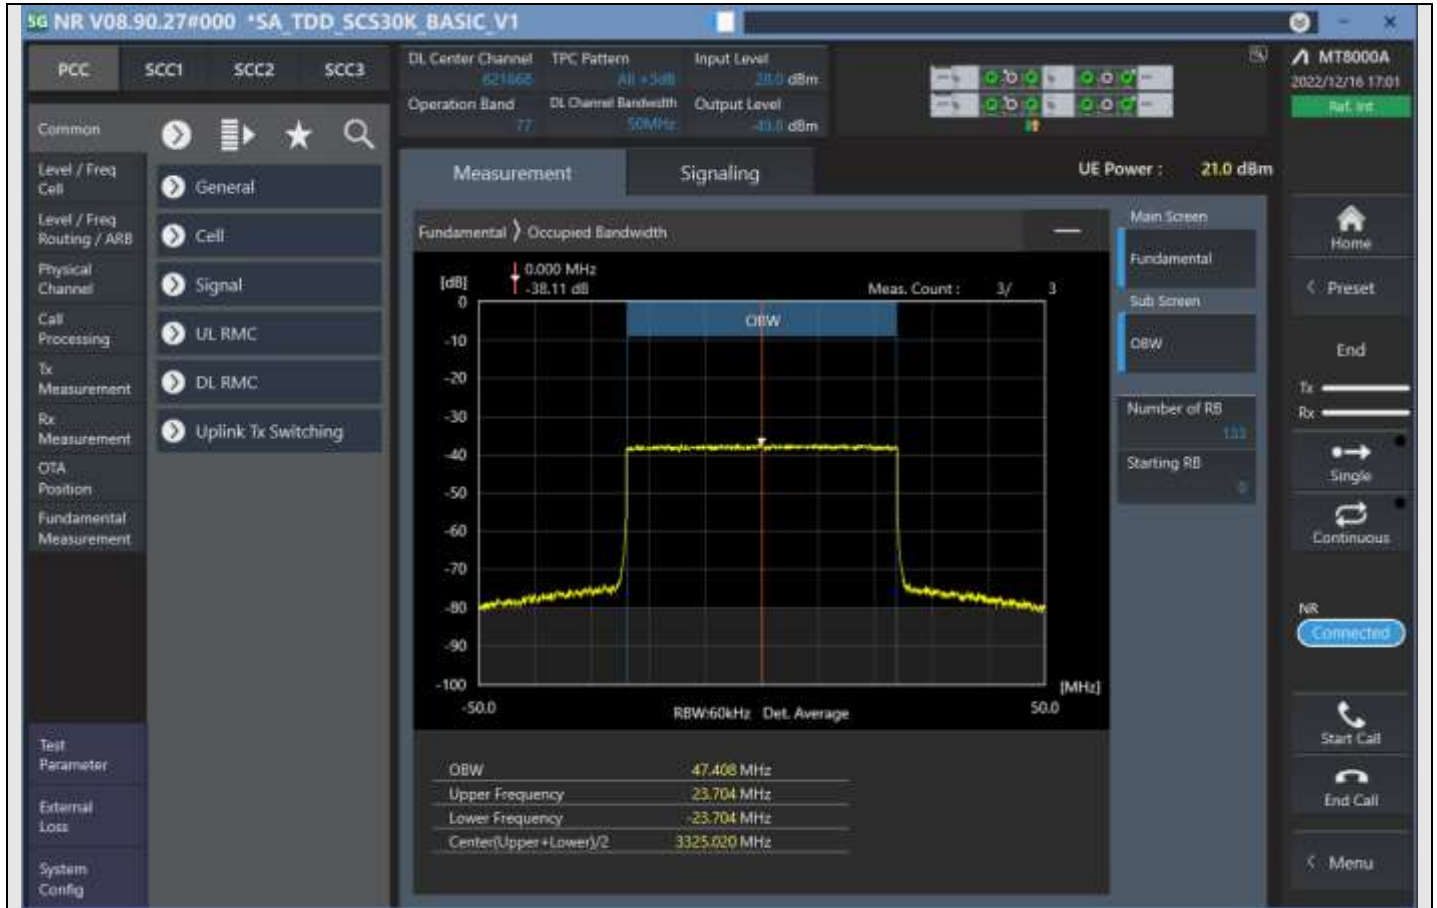 5G NR V08.90.27#000 *SA_TDD_SCS30K_BASIC_V1
PCC SCC1 SCC2 SCC3
DL Center Channel TPC Pattern Input Level
All +3dB dBm
Operation Band DL Channel Bandwidth Output Level
77 50MHz dBm
MT8000A
2022/12/16 17:01
Ref. Int
Common
Level / Freq
Cell
Level / Freq
Routing / ARB
Physical
Channel
Call
Processing
Tx
Measurement
Rx
Measurement
OTA
Position
Fundamental
Measurement
Test
Parameter
External
Loss
System
Config
General
Cell
Signal
UL RMC
DL RMC
Uplink Tx Switching
Measurement Signaling
UE Power : 21.0 dBm
Fundamental > Occupied Bandwidth
0.000 MHz
-38.11 dB
Meas. Count : 3/ 3
[dB]
0
OBW
-10
-20
-30
-40
-50
-60
-70
-80
-90
-100
[MHz]
-50.0 RBW:60kHz Det. Average 50.0
OBW 47.408 MHz
Upper Frequency 23.704 MHz
Lower Frequency -23.704 MHz
Center(Upper+Lower)/2 3325.020 MHz
Main Screen
Fundamental
Sub Screen
OBW
Number of RB
133
Starting RB
0
Home
< Preset
End
Tx
Rx
Single
Continuous
NR
Connected
Start Call
End Call
< Menu